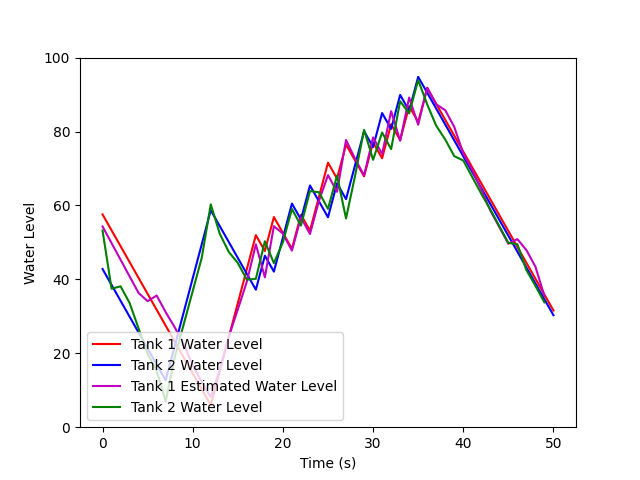 100
80
60
40
20
0
Water Level
Tank 1 Water Level
Tank 2 Water Level
Tank 1 Estimated Water Level
Tank 2 Water Level
0 10 20 30 40 50
Time (s)